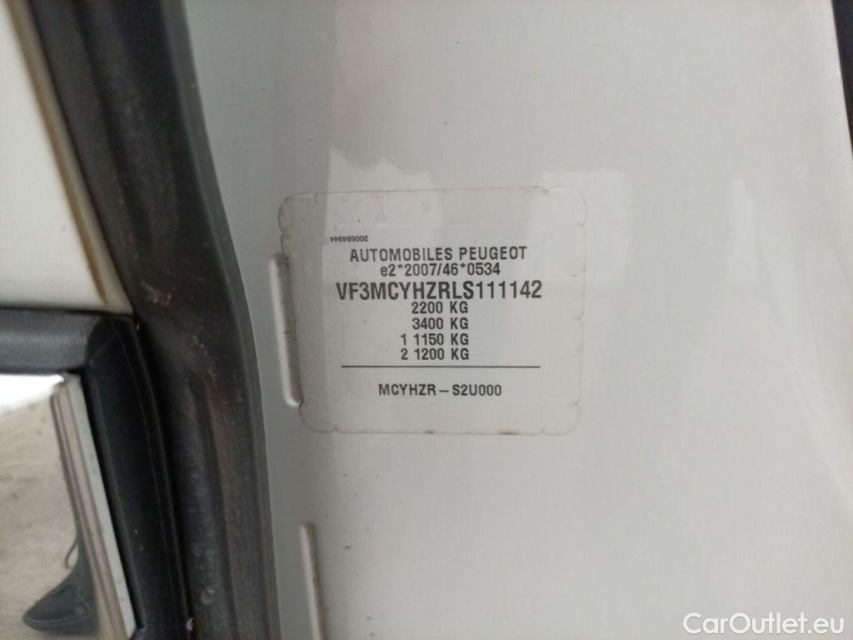 200584944
AUTOMOBILES PEUGEOT
e2*2007/46*0534
VF3MCYHZRLS111142
2200 KG
3400 KG
1 1150 KG
2 1200 KG
MCYHZR-S2U000
CarOutlet.eu